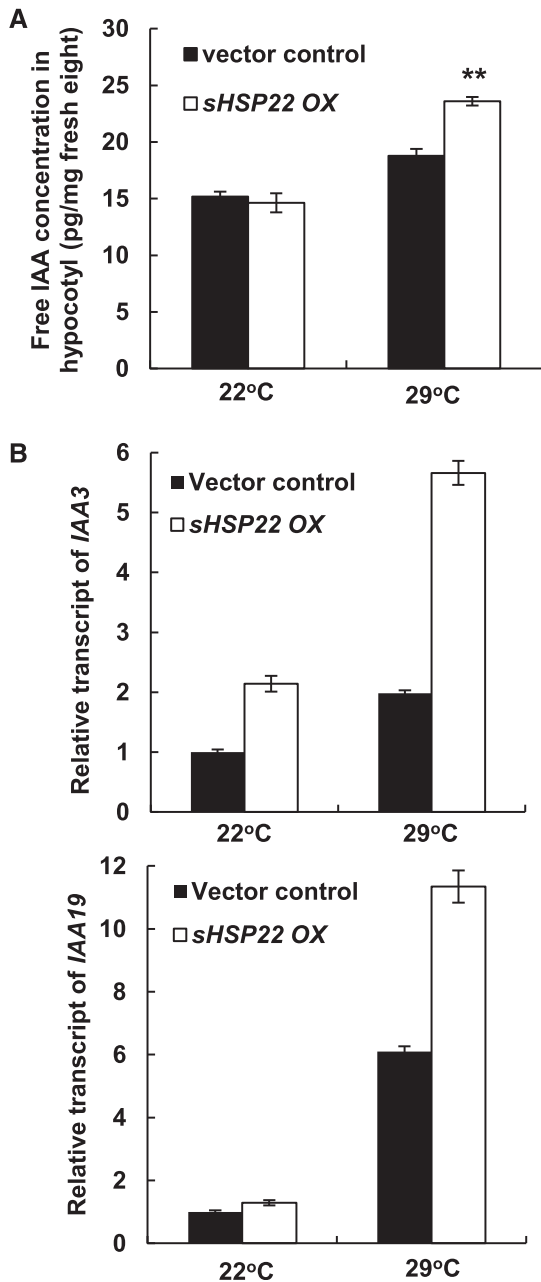 A
Free IAA concentration in
hypocotyl (pg/mg fresh eight)
30
25
20
15
10
5
0
vector control
sHSP22 OX
**
22°C
29°C
B
Relative transcript of IAA3
6
5
4
3
2
1
0
Vector control
sHSP22 OX
22°C
29°C
Relative transcript of IAA19
12
10
8
6
4
2
0
Vector control
sHSP22 OX
22°C
29°C